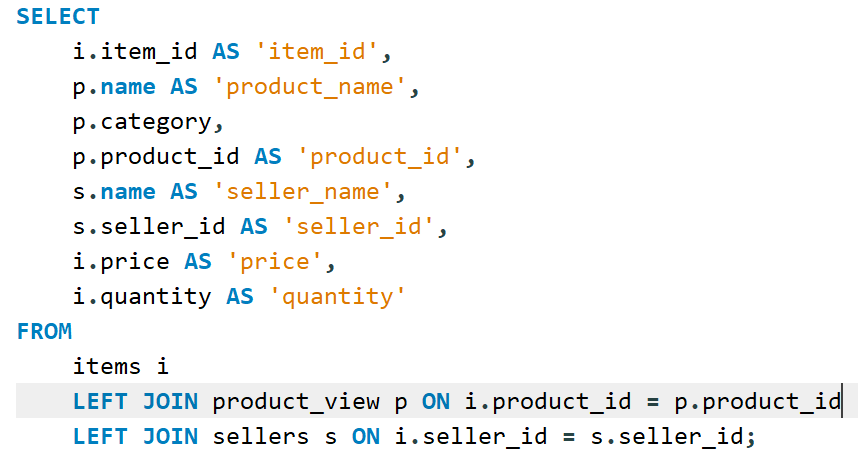 SELECT
    i.item_id AS 'item_id',
    p.name AS 'product_name',
    p.category,
    p.product_id AS 'product_id',
    s.name AS 'seller_name',
    s.seller_id AS 'seller_id',
    i.price AS 'price',
    i.quantity AS 'quantity'
FROM
    items i
    LEFT JOIN product_view p ON i.product_id = p.product_id
    LEFT JOIN sellers s ON i.seller_id = s.seller_id;